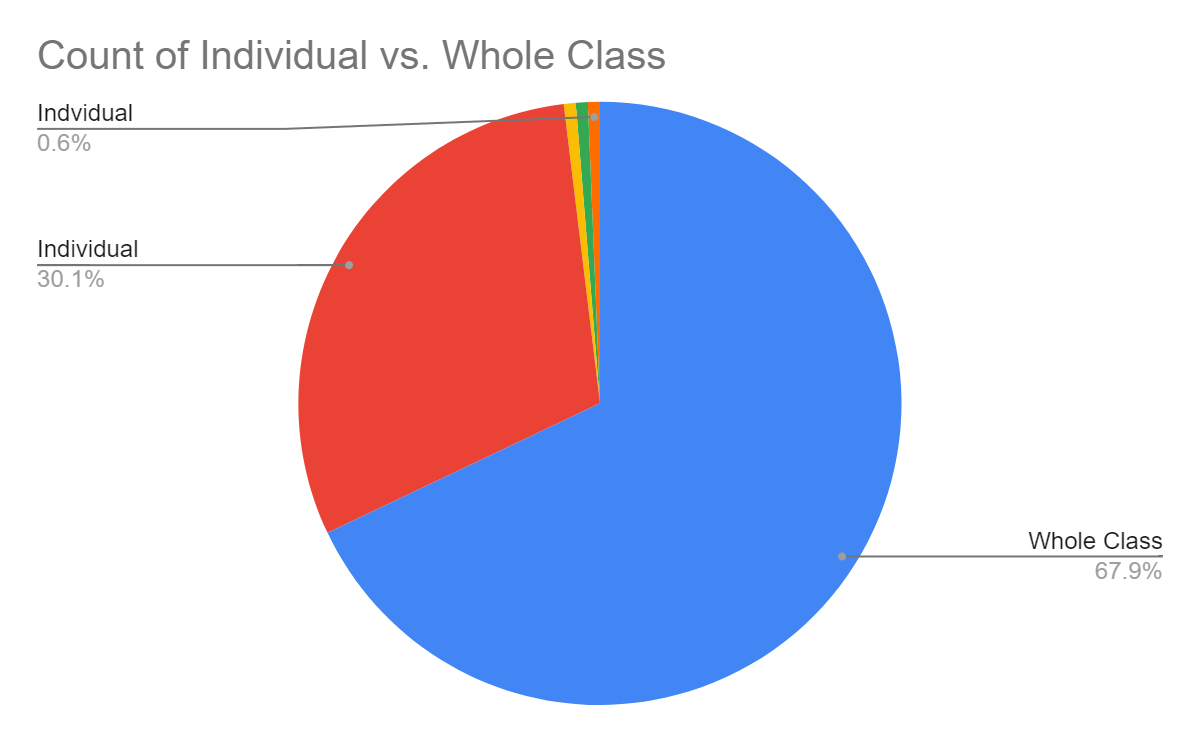 Count of Individual vs. Whole Class
Indvidual
0.6%
Individual
30.1%
Whole Class
67.9%